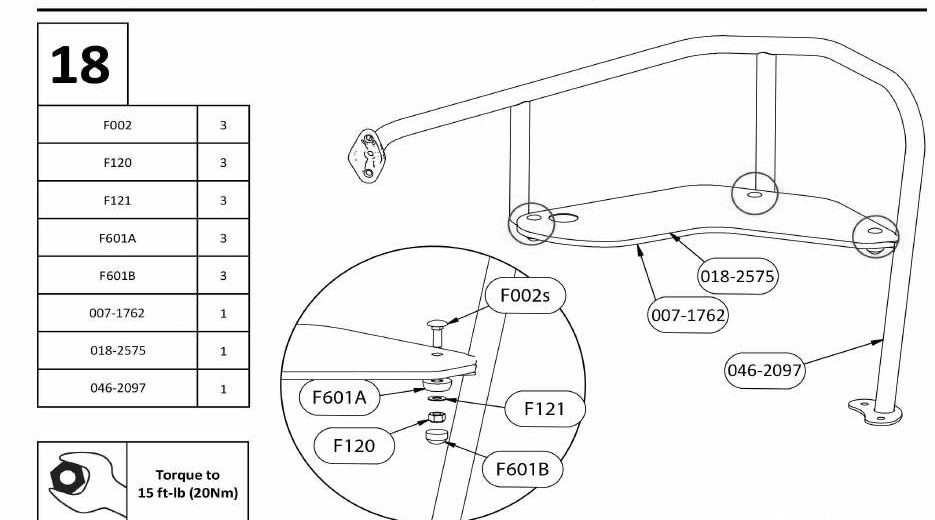 18
F002 3
F120 3
F121 3
F601A 3
F601B 3
007-1762 1
018-2575 1
046-2097 1
Torque to
15 ft-lb (20Nm)
F002s
F601A
F121
F120
F601B
018-2575
007-1762
046-2097